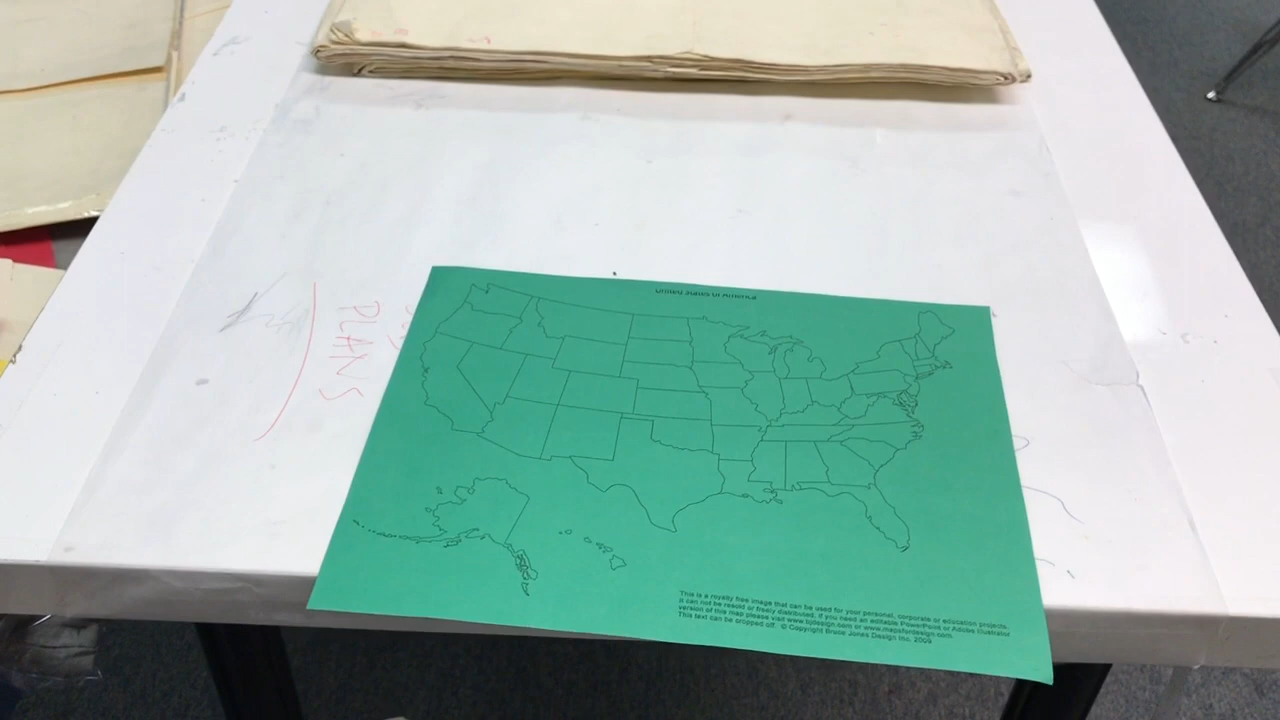 United States of America
PLANS
This is a royalty free image that can be used for your personal, corporate or education projects.
It can not be resold or freely distributed. If you need an editable PowerPoint or Adobe Illustrator
version of this map please visit www.bjdesign.com or www.mapsfordesign.com.
This text can be cropped off. © Copyright Bruce Jones Design Inc. 2009